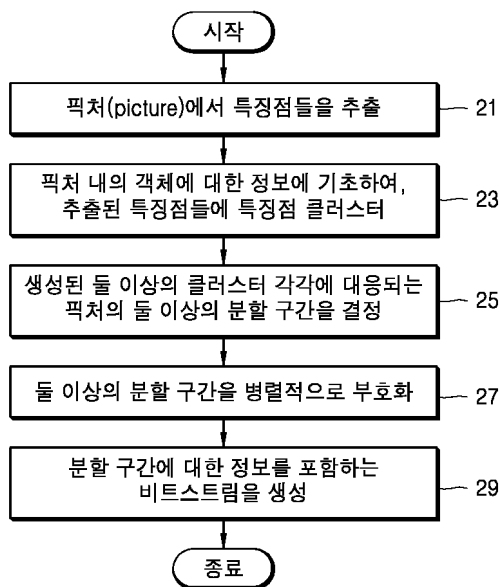 시작
픽처(picture)에서 특징점들을 추출
21
픽처 내의 객체에 대한 정보에 기초하여,
추출된 특징점들에 특징점 클러스터
23
생성된 둘 이상의 클러스터 각각에 대응되는
픽처의 둘 이상의 분할 구간을 결정
25
둘 이상의 분할 구간을 병렬적으로 부호화
27
분할 구간에 대한 정보를 포함하는
비트스트림을 생성
29
종료